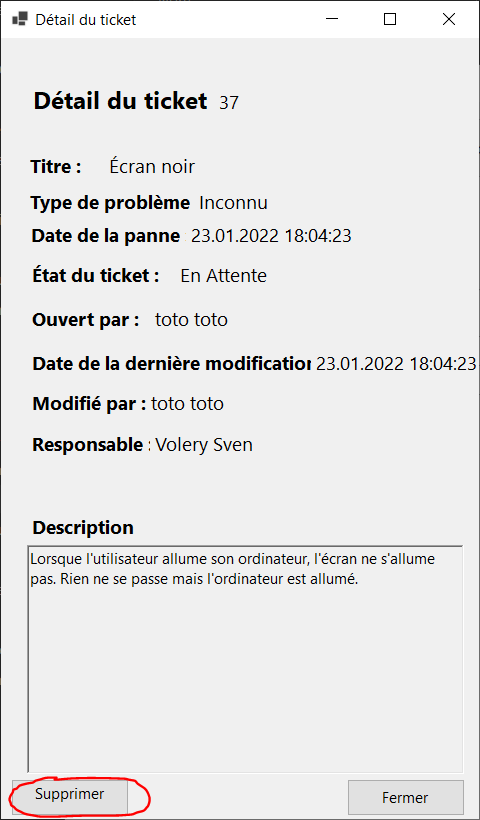 Détail du ticket
Détail du ticket 37
Titre : Écran noir
Type de problème Inconnu
Date de la panne 23.01.2022 18:04:23
État du ticket : En Attente
Ouvert par : toto toto
Date de la dernière modification 23.01.2022 18:04:23
Modifié par : toto toto
Responsable : Volery Sven
Description
Lorsque l'utilisateur allume son ordinateur, l'écran ne s'allume
pas. Rien ne se passe mais l'ordinateur est allumé.
Supprimer Fermer